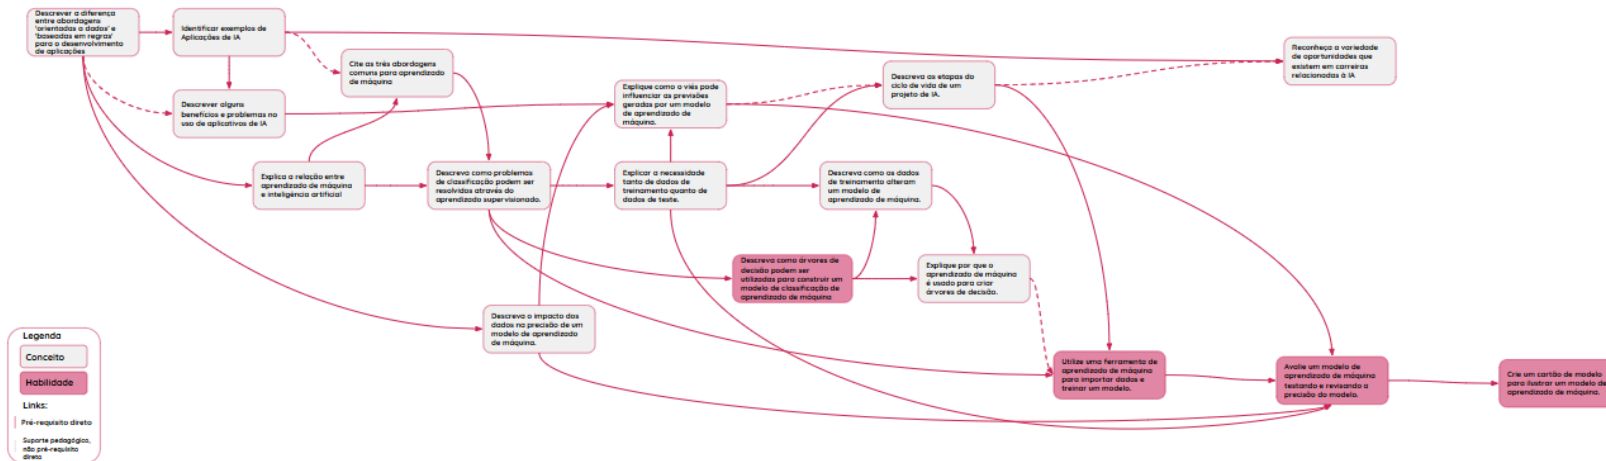 Descrever a diferença
entre abordagens
'orientadas a dados' e
'baseadas em regras'
para o desenvolvimento
de aplicações
Identificar exemplos de
Aplicações de IA
Cite as três abordagens
comuns para aprendizado
de máquina
Descrever alguns
benefícios e problemas no
uso de aplicativos de IA
Explique como o viés pode
influenciar as previsões
geradas por um modelo
de aprendizado de
máquina.
Descreva as etapas do
ciclo de vida de um
projeto de IA.
Reconheça a variedade
de oportunidades que
existem em carreiras
relacionadas à IA
Explica a relação entre
aprendizado de máquina
e inteligência artificial
Descreva como problemas
de classificação podem ser
resolvidos através do
aprendizado supervisionado.
Explicar a necessidade
tanto de dados de
treinamento quanto de
dados de teste.
Descreva como os dados
de treinamento alteram
um modelo de
aprendizado de máquina.
Descreva como árvores de
decisão podem ser
utilizadas para construir um
modelo de classificação de
aprendizado de máquina
Explique por que o
aprendizado de máquina
é usado para criar
árvores de decisão.
Descreva o impacto dos
dados na precisão de um
modelo de aprendizado
de máquina.
Utilize uma ferramenta de
aprendizado de máquina
para importar dados e
treinar um modelo.
Avalie um modelo de
aprendizado de máquina
testando e revisando a
precisão do modelo.
Crie um cartão de modelo
para ilustrar um modelo de
aprendizado de máquina.
Legenda
Conceito
Habilidade
Links:
Pré-requisito direto
Suporte pedagógico,
não pré-requisito
direto